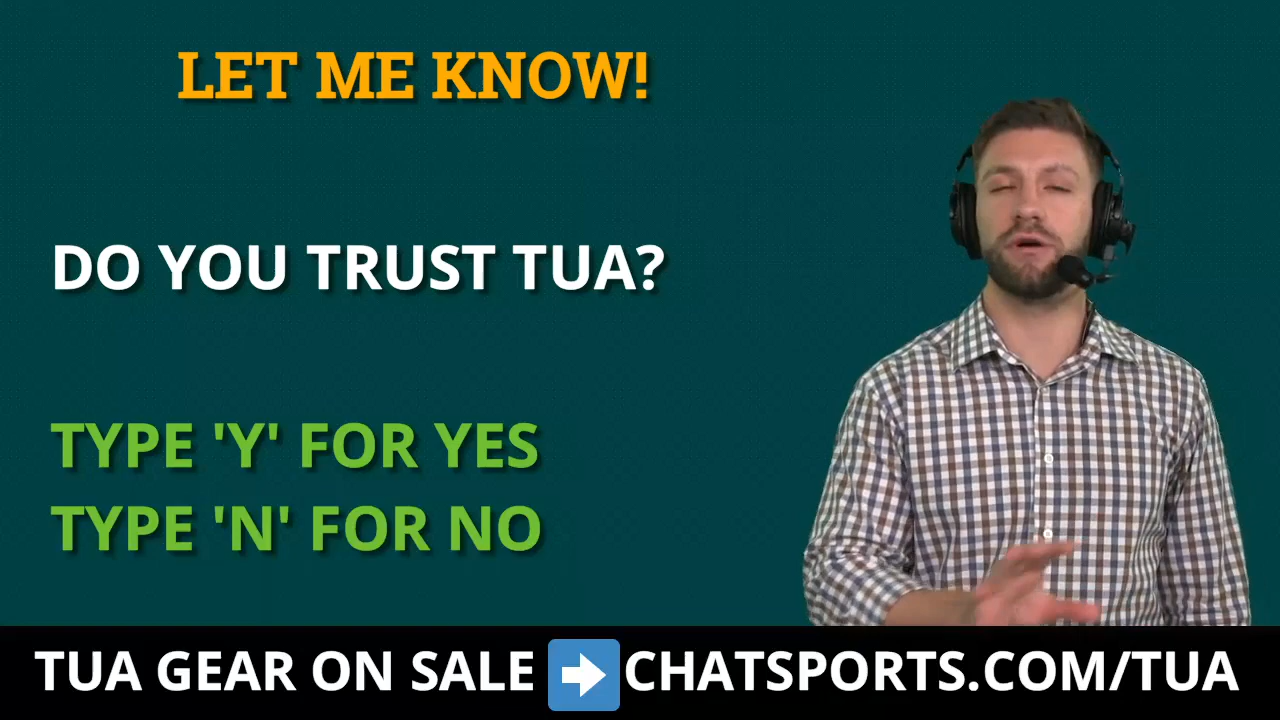 LET ME KNOW!
DO YOU TRUST TUA?
TYPE 'Y' FOR YES
TYPE 'N' FOR NO
TUA GEAR ON SALE ➡ CHATSPORTS.COM/TUA